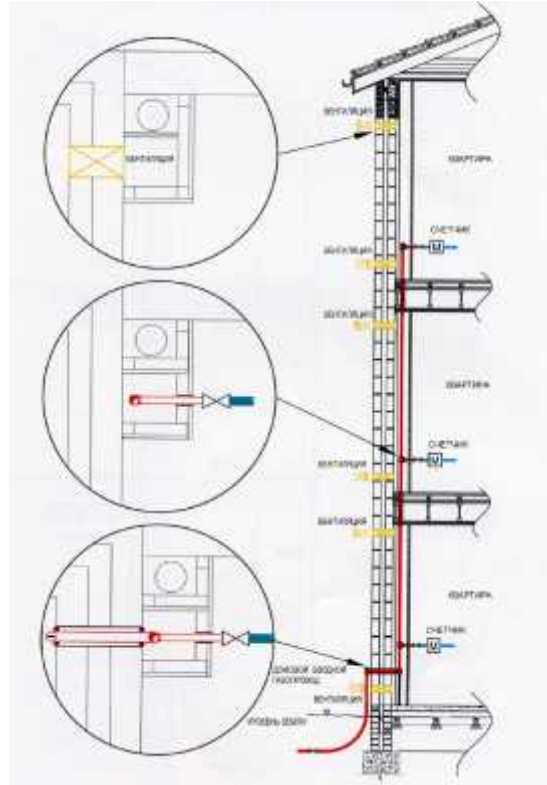 ВЕНТИЛЯЦИЯ
ВЕНТИЛЯЦИЯ
КВАРТИРА
СЧЕТЧИК
ВЕНТИЛЯЦИЯ
ВЕНТИЛЯЦИЯ
КВАРТИРА
СЧЕТЧИК
ВЕНТИЛЯЦИЯ
ВЕНТИЛЯЦИЯ
КВАРТИРА
СЧЕТЧИК
ДОМОВОЙ ВВОДНОЙ
ГАЗОПРОВОД
ВЕНТИЛЯЦИЯ
УРОВЕНЬ ЗЕМЛИ